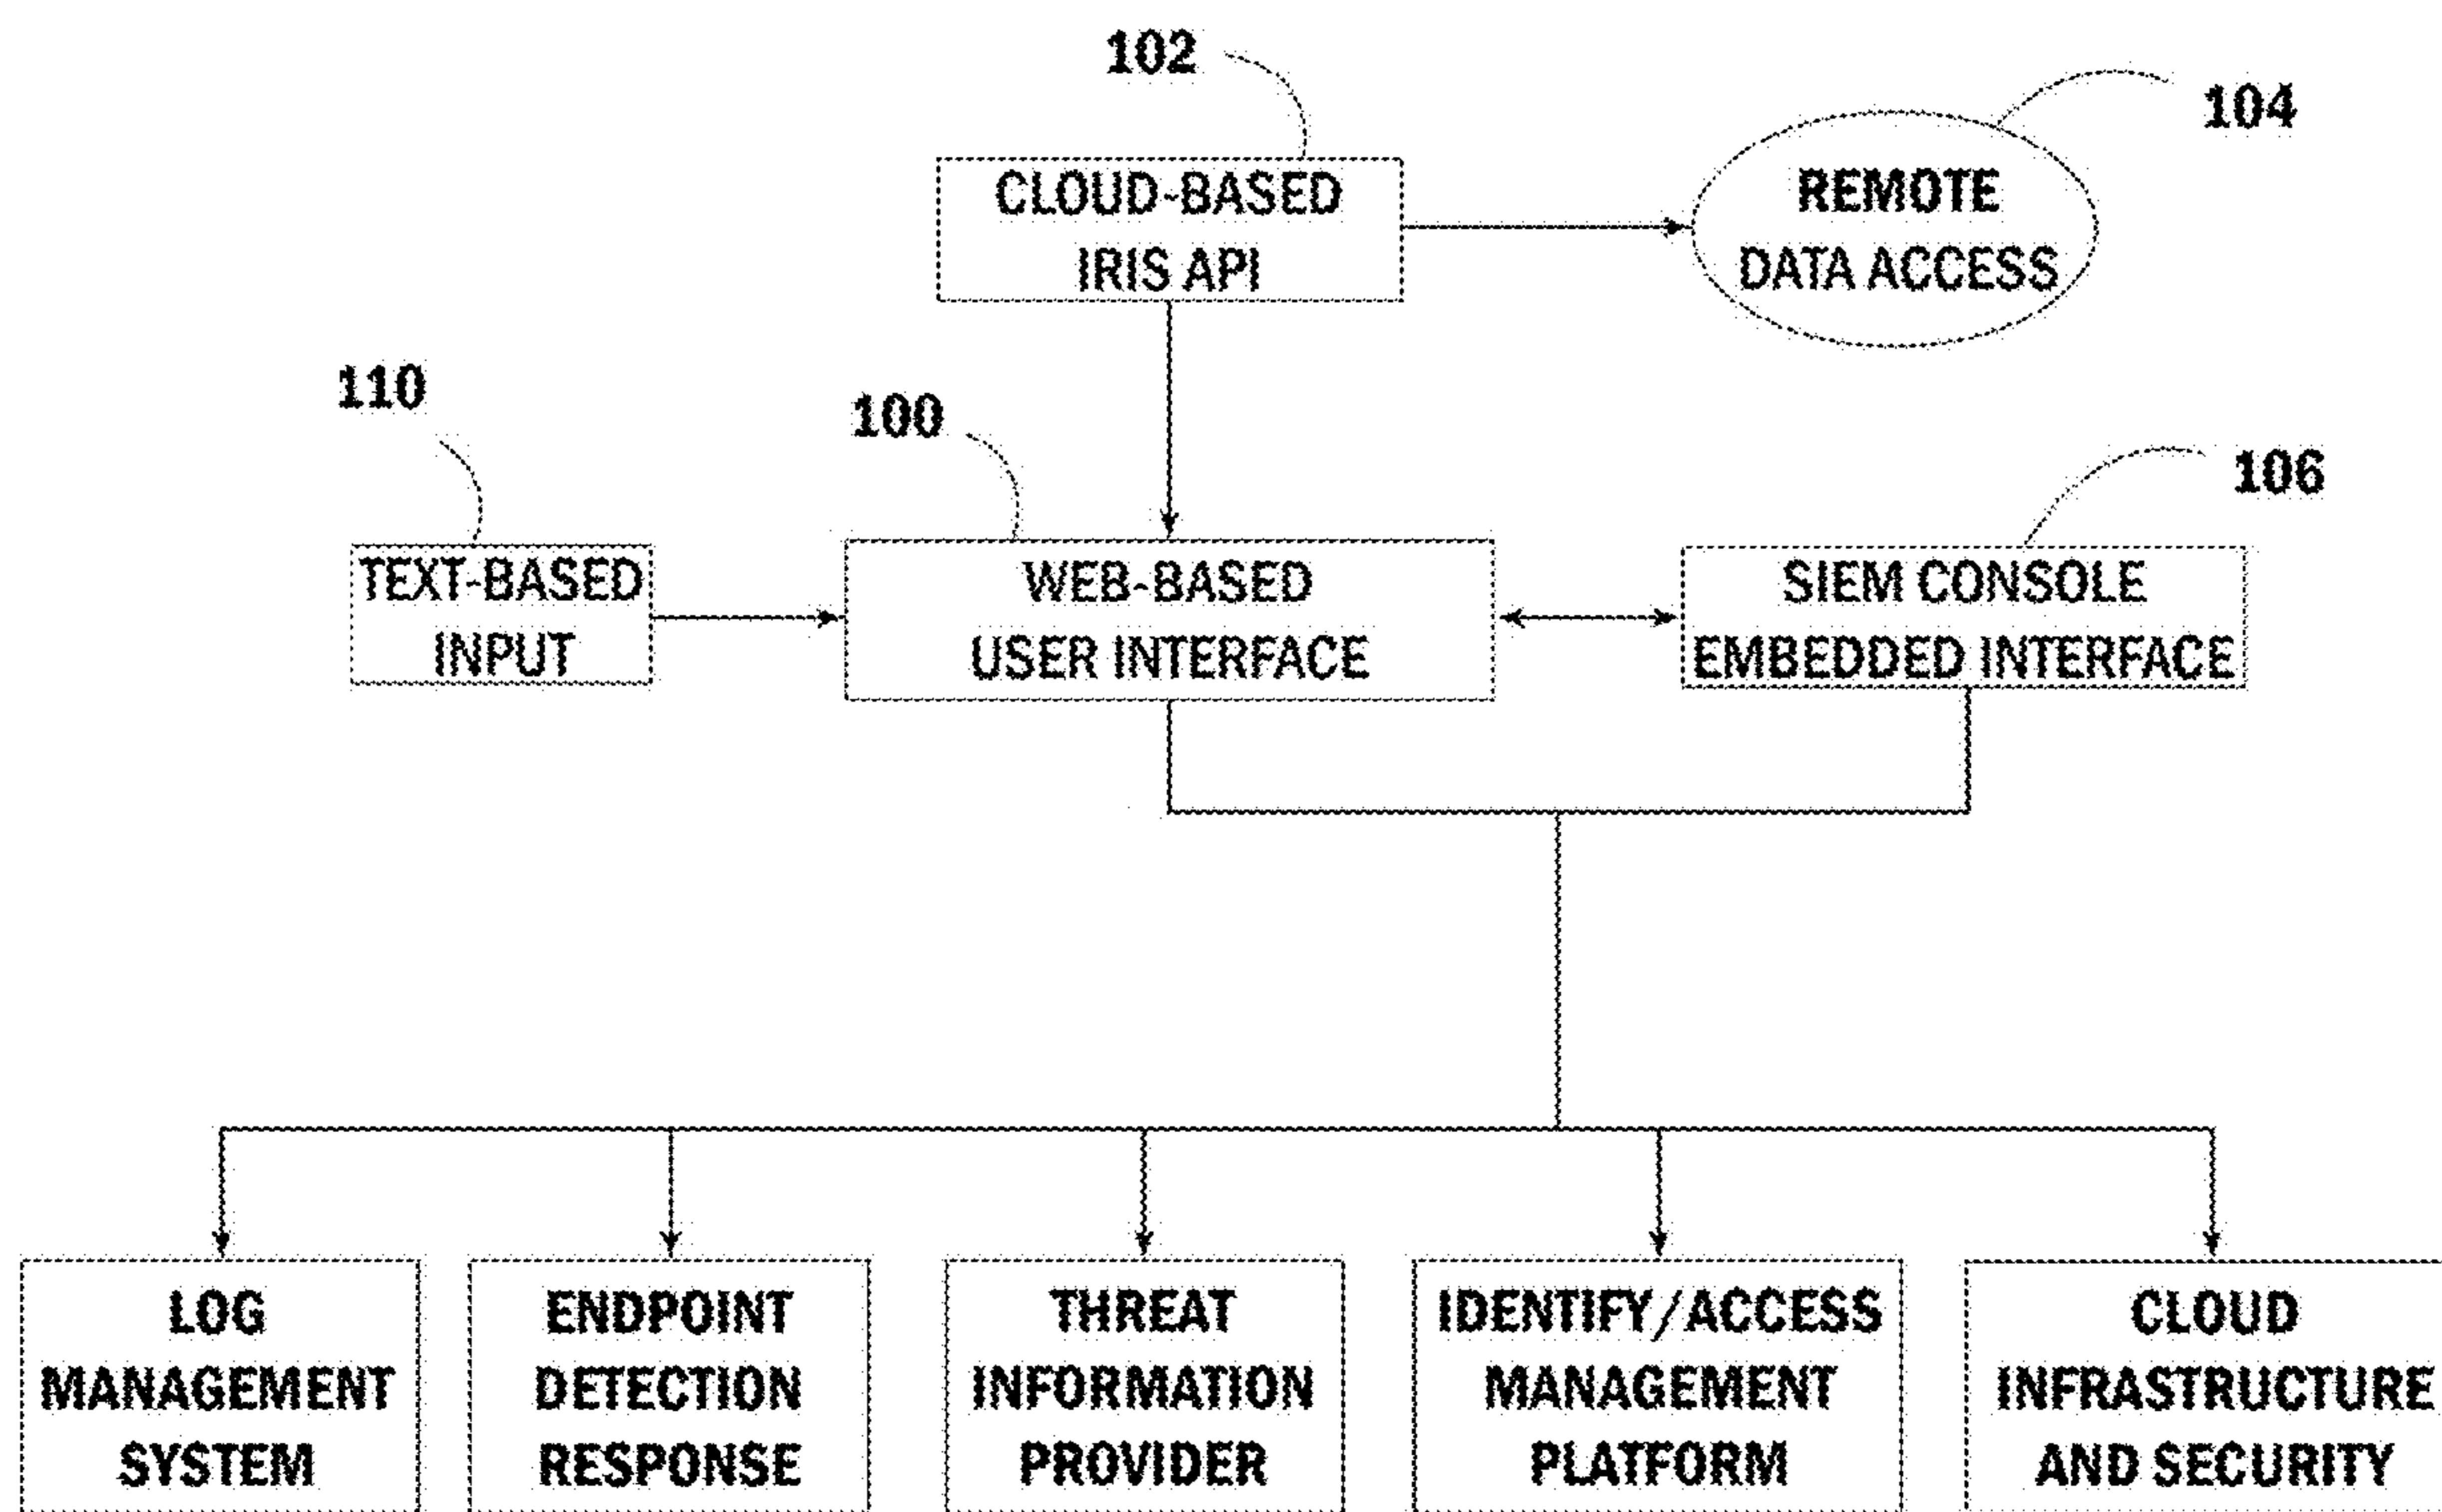 102
104
CLOUD-BASED
IRIS API
REMOTE
DATA ACCESS
110
100
106
TEXT-BASED
INPUT
WEB-BASED
USER INTERFACE
SIEM CONSOLE
EMBEDDED INTERFACE
LOG
MANAGEMENT
SYSTEM
ENDPOINT
DETECTION
RESPONSE
THREAT
INFORMATION
PROVIDER
IDENTIFY/ACCESS
MANAGEMENT
PLATFORM
CLOUD
INFRASTRUCTURE
AND SECURITY